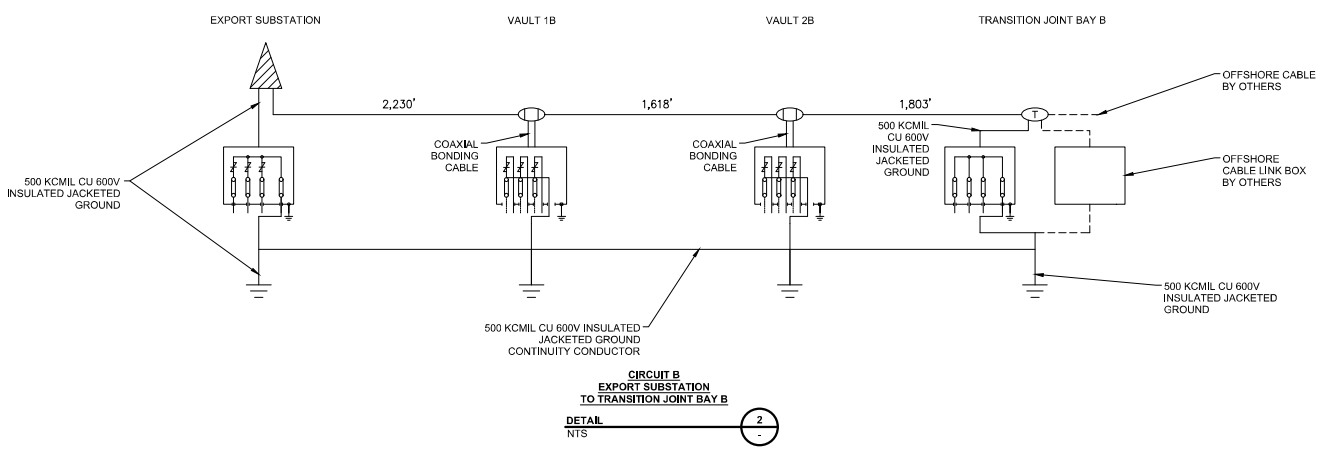 EXPORT SUBSTATION
VAULT 1B
VAULT 2B
TRANSITION JOINT BAY B
2,230'
1,618'
1,803'
OFFSHORE CABLE
BY OTHERS
T
500 KCMIL
CU 600V
INSULATED
JACKETED
GROUND
COAXIAL
BONDING
CABLE
COAXIAL
BONDING
CABLE
OFFSHORE
CABLE LINK BOX
BY OTHERS
500 KCMIL CU 600V
INSULATED JACKETED
GROUND
500 KCMIL CU 600V
INSULATED JACKETED
GROUND
500 KCMIL CU 600V INSULATED
JACKETED GROUND
CONTINUITY CONDUCTOR
CIRCUIT B
EXPORT SUBSTATION
TO TRANSITION JOINT BAY B
DETAIL
NTS
2
-